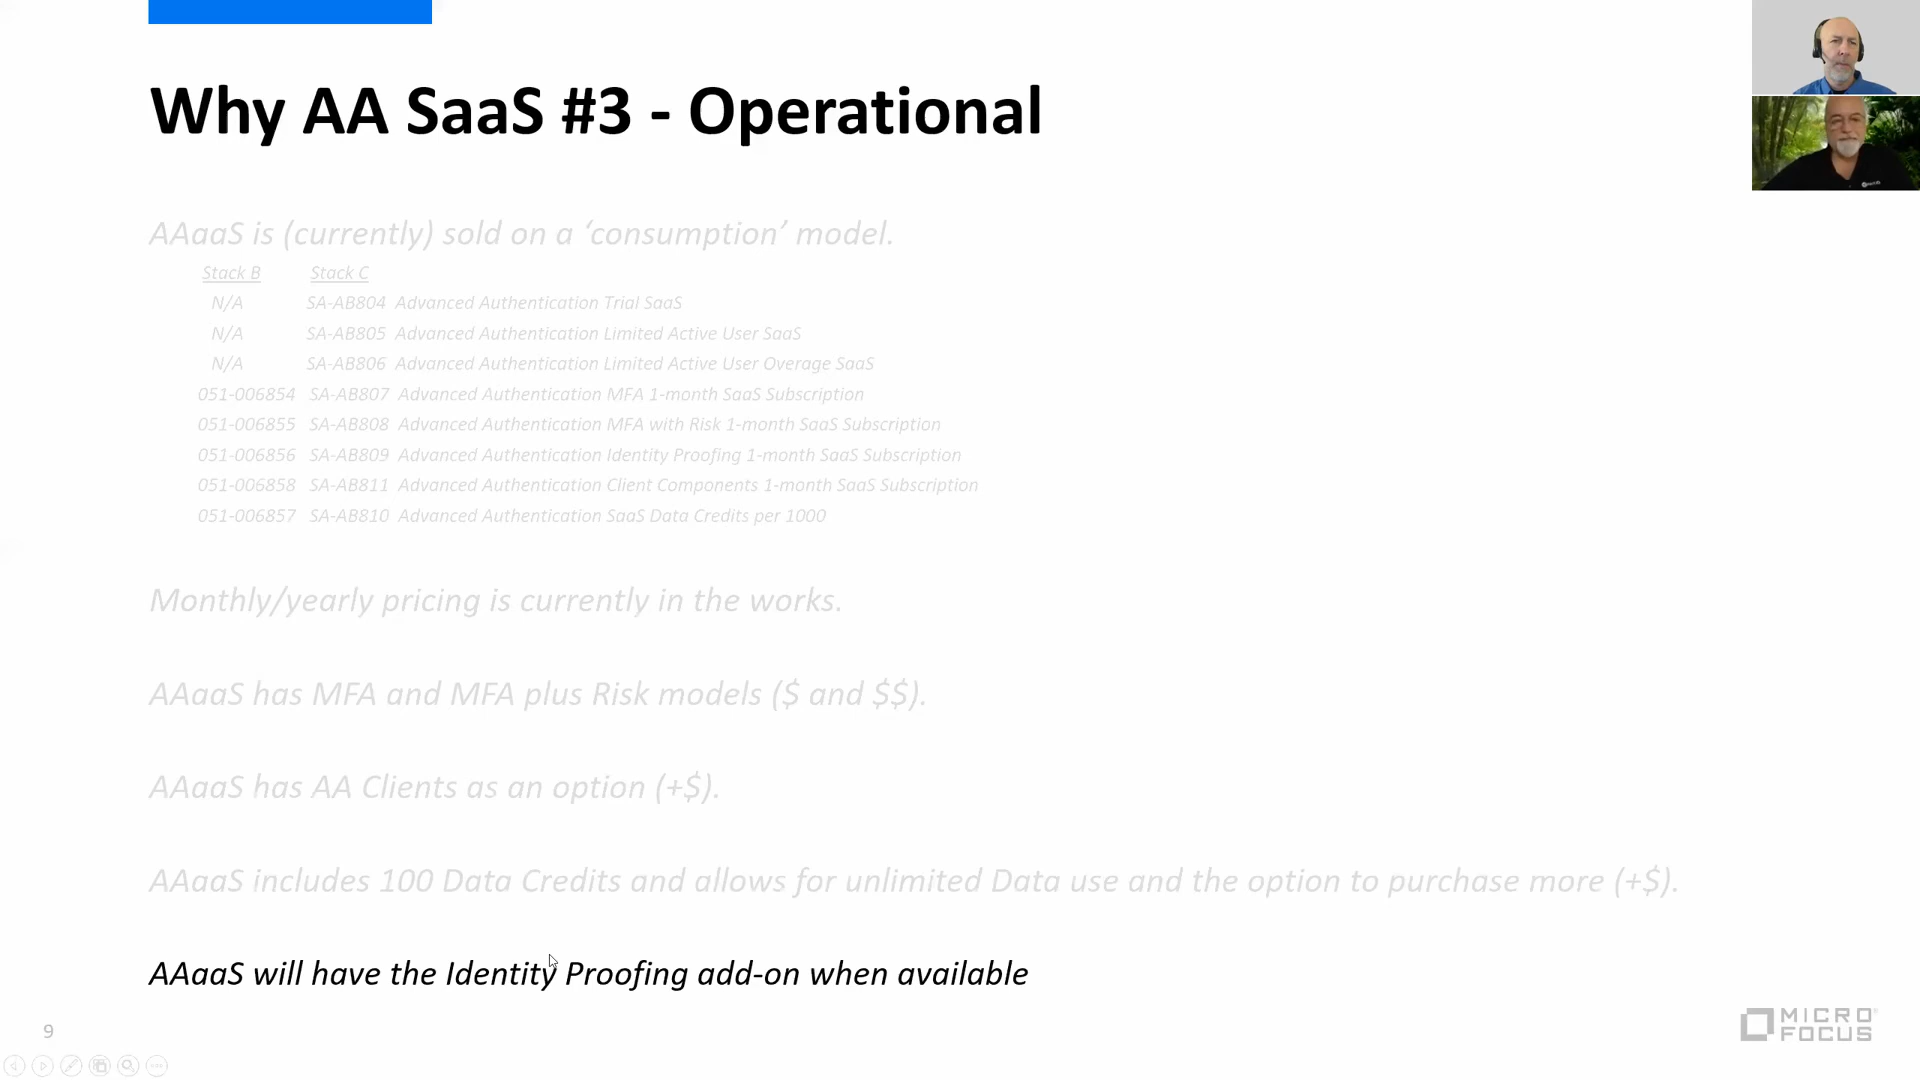 Why AA SaaS #3 - Operational
AAaaS is (currently) sold on a ‘consumption’ model.
Stack B Stack C
N/A SA-AB804 Advanced Authentication Trial SaaS
N/A SA-AB805 Advanced Authentication Limited Active User SaaS
N/A SA-AB806 Advanced Authentication Limited Active User Overage SaaS
051-006854 SA-AB807 Advanced Authentication MFA 1-month SaaS Subscription
051-006855 SA-AB808 Advanced Authentication MFA with Risk 1-month SaaS Subscription
051-006856 SA-AB809 Advanced Authentication Identity Proofing 1-month SaaS Subscription
051-006858 SA-AB811 Advanced Authentication Client Components 1-month SaaS Subscription
051-006857 SA-AB810 Advanced Authentication SaaS Data Credits per 1000
Monthly/yearly pricing is currently in the works.
AAaaS has MFA and MFA plus Risk models ($ and $$).
AAaaS has AA Clients as an option (+$).
AAaaS includes 100 Data Credits and allows for unlimited Data use and the option to purchase more (+$).
AAaaS will have the Identity Proofing add-on when available
9
MICRO
FOCUS